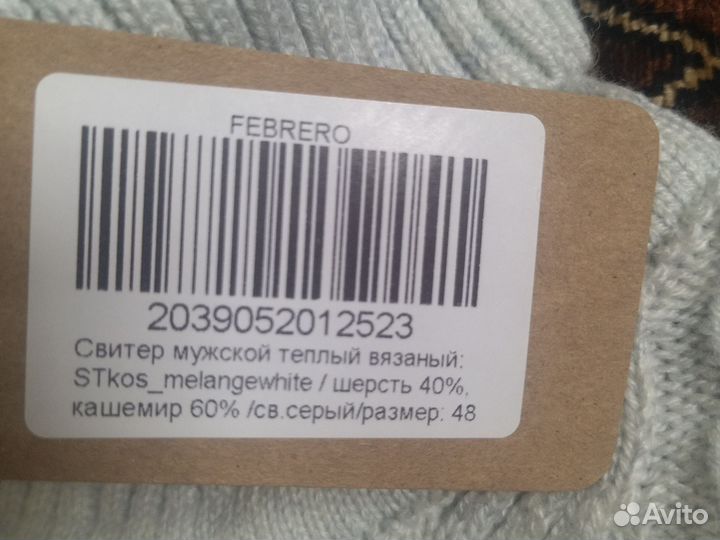 FEBRERO
2039052012523
Свитер мужской теплый вязаный:
STkos_melangewhite / шерсть 40%,
кашемир 60% /св.серый/размер: 48
Avito